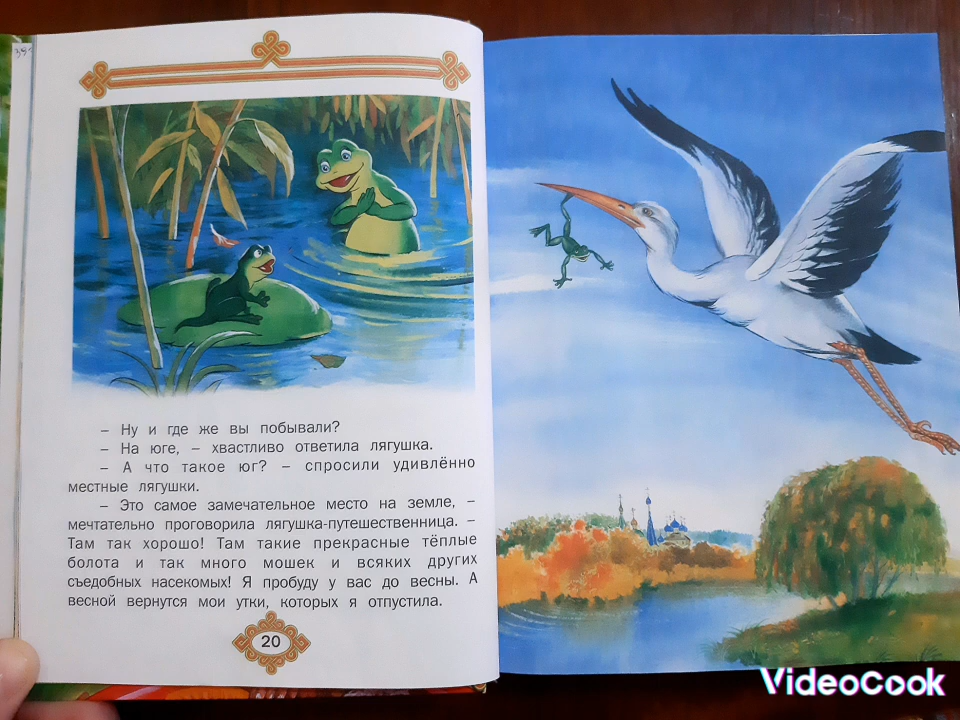 – Ну и где же вы побывали?
– На юге, – хвастливо ответила лягушка.
– А что такое юг? – спросили удивлённо
местные лягушки.
– Это самое замечательное место на земле, –
мечтательно проговорила лягушка-путешественница. –
Там так хорошо! Там такие прекрасные тёплые
болота и так много мошек и всяких других
съедобных насекомых! Я пробуду у вас до весны. А
весной вернутся мои утки, которых я отпустила.
20
VideoCook